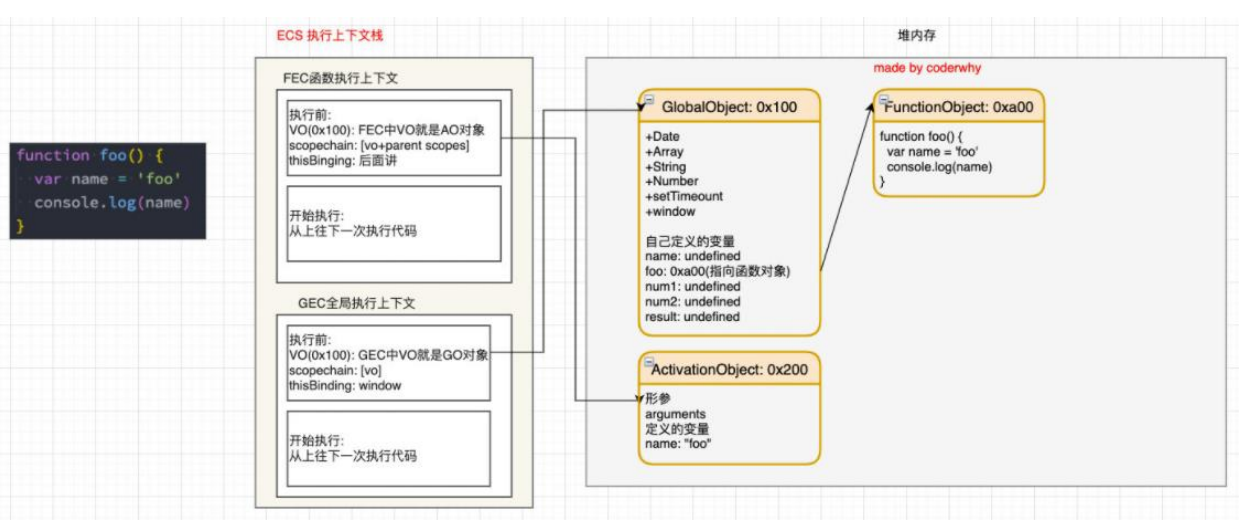 ECS 执行上下文栈
堆内存
function foo() {
var name = 'foo'
console.log(name)
}
FEC函数执行上下文
执行前:
VO(0x100): FEC中VO就是AO对象
scopechain: [vo+parent scopes]
thisBinging: 后面讲
开始执行:
从上往下一次执行代码
GEC全局执行上下文
执行前:
VO(0x100): GEC中VO就是GO对象
scopechain: [vo]
thisBinding: window
开始执行:
从上往下一次执行代码
made by coderwhy
GlobalObject: 0x100
+Date
+Array
+String
+Number
+setTimeount
+window
自己定义的变量
name: undefined
foo: 0xa00(指向函数对象)
num1: undefined
num2: undefined
result: undefined
FunctionObject: 0xa00
function foo() {
var name = 'foo'
console.log(name)
}
ActivationObject: 0x200
形参
arguments
定义的变量
name: "foo"